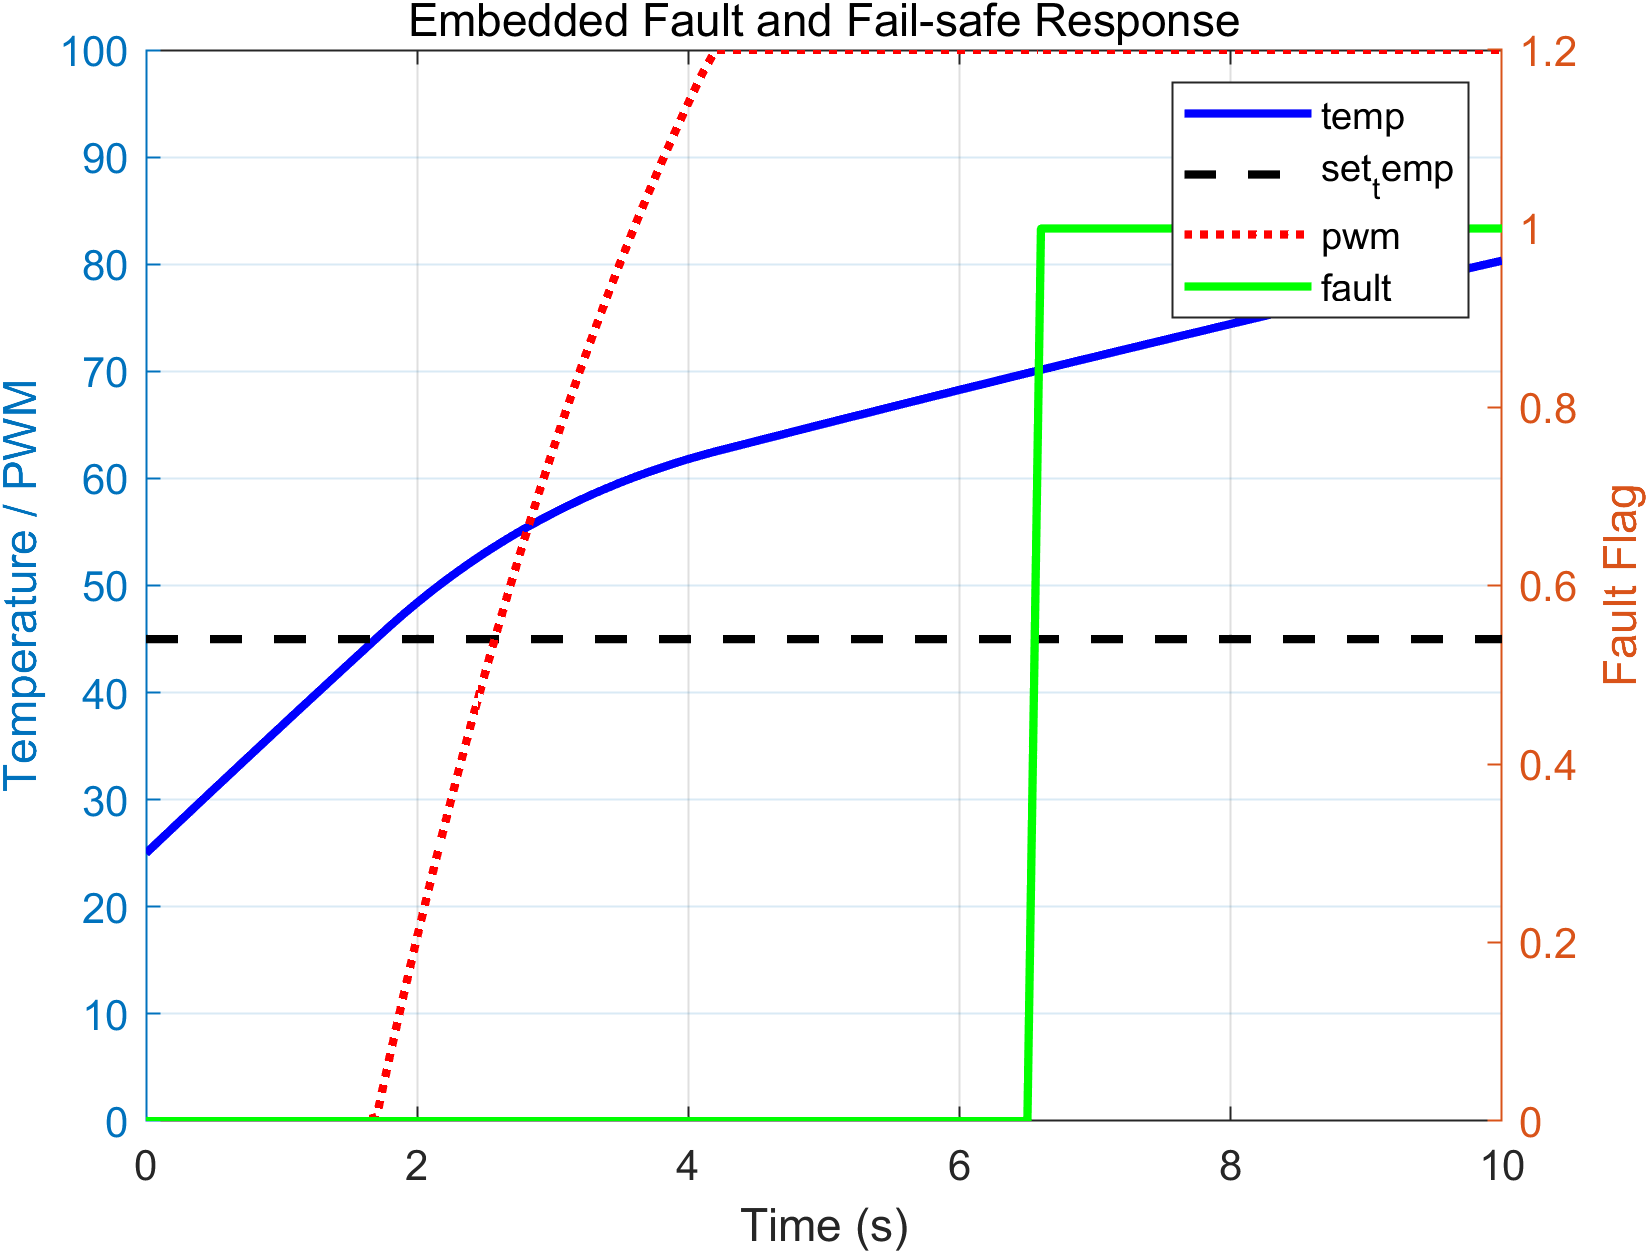 Embedded Fault and Fail-safe Response
100
90
80
70
60
50
40
30
20
10
0
Temperature / PWM
temp
set_temp
pwm
fault
1.2
1
0.8
0.6
0.4
0.2
0
Fault Flag
0 2 4 6 8 10
Time (s)